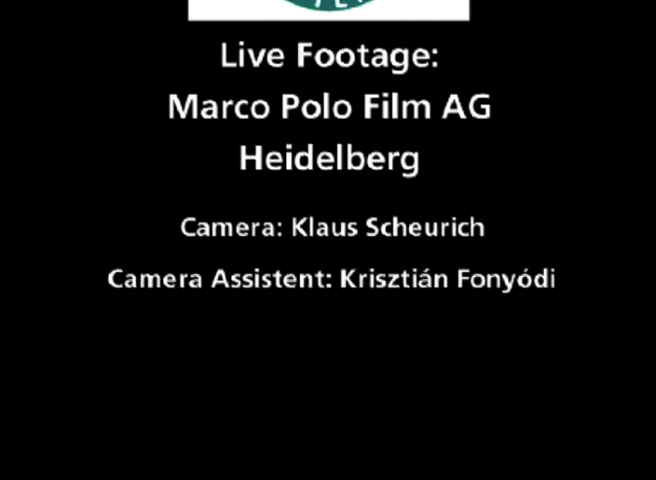 Live Footage:
Marco Polo Film AG
Heidelberg
Camera: Klaus Scheurich
Camera Assistent: Krisztián Fonyódi